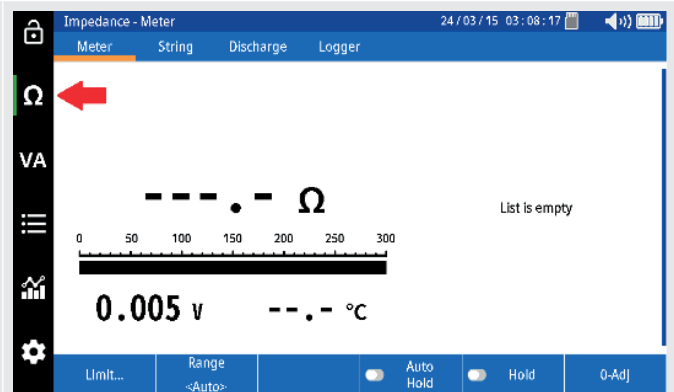 Impedance - Meter 24/03/15 03:08:17
Meter String Discharge Logger
Ω
VA
---.- Ω
List is empty
0 50 100 150 200 250 300
0.005 V --.- °C
Limit... Range <Auto> Auto Hold Hold 0-Adj